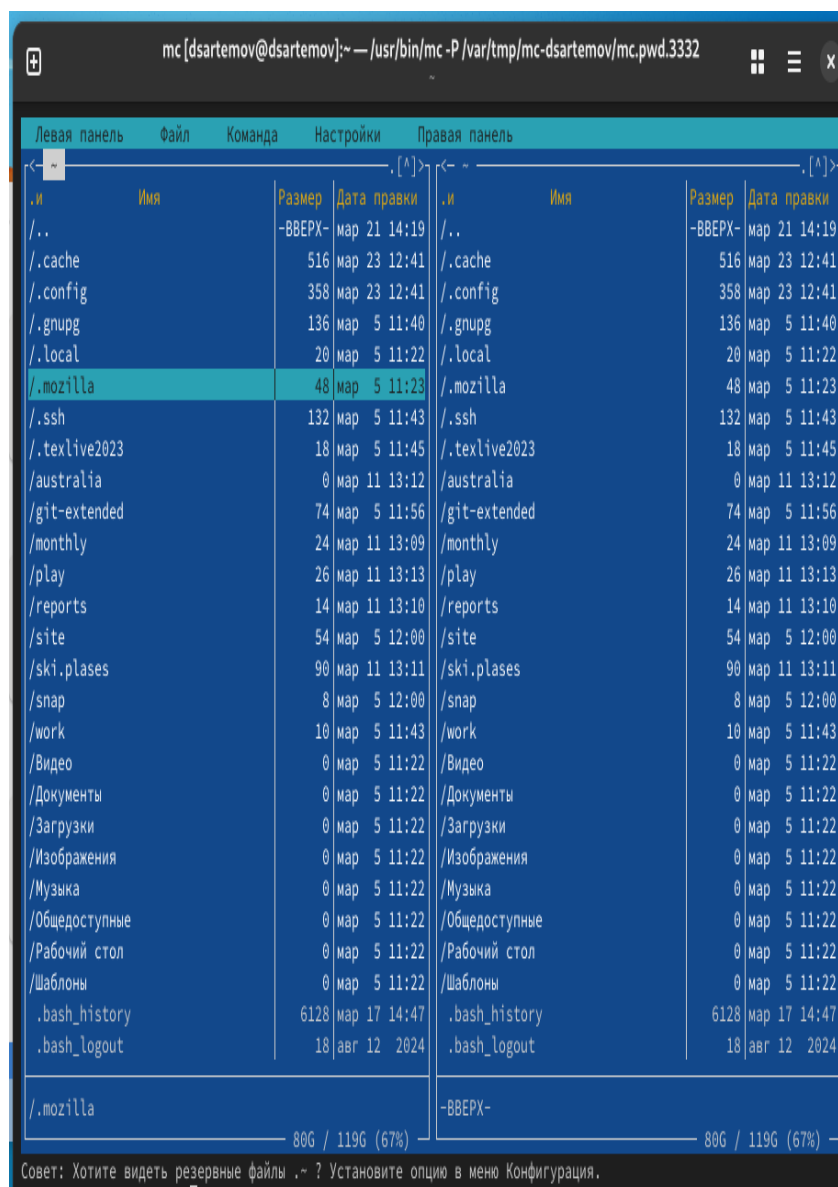 mc [dsartemov@dsartemov]:~ — /usr/bin/mc -P /var/tmp/mc-dsartemov/mc.pwd.3332
~
Левая панель Файл Команда Настройки Правая панель
<- ~ .[^]> <- ~ .[^]>
.и Имя Размер Дата правки .и Имя Размер Дата правки
/.. -ВВЕРХ- мар 21 14:19 /.. -ВВЕРХ- мар 21 14:19
/.cache 516 мар 23 12:41 /.cache 516 мар 23 12:41
/.config 358 мар 23 12:41 /.config 358 мар 23 12:41
/.gnupg 136 мар 5 11:40 /.gnupg 136 мар 5 11:40
/.local 20 мар 5 11:22 /.local 20 мар 5 11:22
/.mozilla 48 мар 5 11:23 /.mozilla 48 мар 5 11:23
/.ssh 132 мар 5 11:43 /.ssh 132 мар 5 11:43
/.texlive2023 18 мар 5 11:45 /.texlive2023 18 мар 5 11:45
/australia 0 мар 11 13:12 /australia 0 мар 11 13:12
/git-extended 74 мар 5 11:56 /git-extended 74 мар 5 11:56
/monthly 24 мар 11 13:09 /monthly 24 мар 11 13:09
/play 26 мар 11 13:13 /play 26 мар 11 13:13
/reports 14 мар 11 13:10 /reports 14 мар 11 13:10
/site 54 мар 5 12:00 /site 54 мар 5 12:00
/ski.plases 90 мар 11 13:11 /ski.plases 90 мар 11 13:11
/snap 8 мар 5 12:00 /snap 8 мар 5 12:00
/work 10 мар 5 11:43 /work 10 мар 5 11:43
/Видео 0 мар 5 11:22 /Видео 0 мар 5 11:22
/Документы 0 мар 5 11:22 /Документы 0 мар 5 11:22
/Загрузки 0 мар 5 11:22 /Загрузки 0 мар 5 11:22
/Изображения 0 мар 5 11:22 /Изображения 0 мар 5 11:22
/Музыка 0 мар 5 11:22 /Музыка 0 мар 5 11:22
/Общедоступные 0 мар 5 11:22 /Общедоступные 0 мар 5 11:22
/Рабочий стол 0 мар 5 11:22 /Рабочий стол 0 мар 5 11:22
/Шаблоны 0 мар 5 11:22 /Шаблоны 0 мар 5 11:22
.bash_history 6128 мар 17 14:47 .bash_history 6128 мар 17 14:47
.bash_logout 18 авг 12 2024 .bash_logout 18 авг 12 2024
/.mozilla -ВВЕРХ-
80G / 119G (67%) 80G / 119G (67%)
Совет: Хотите видеть резервные файлы .~ ? Установите опцию в меню Конфигурация.